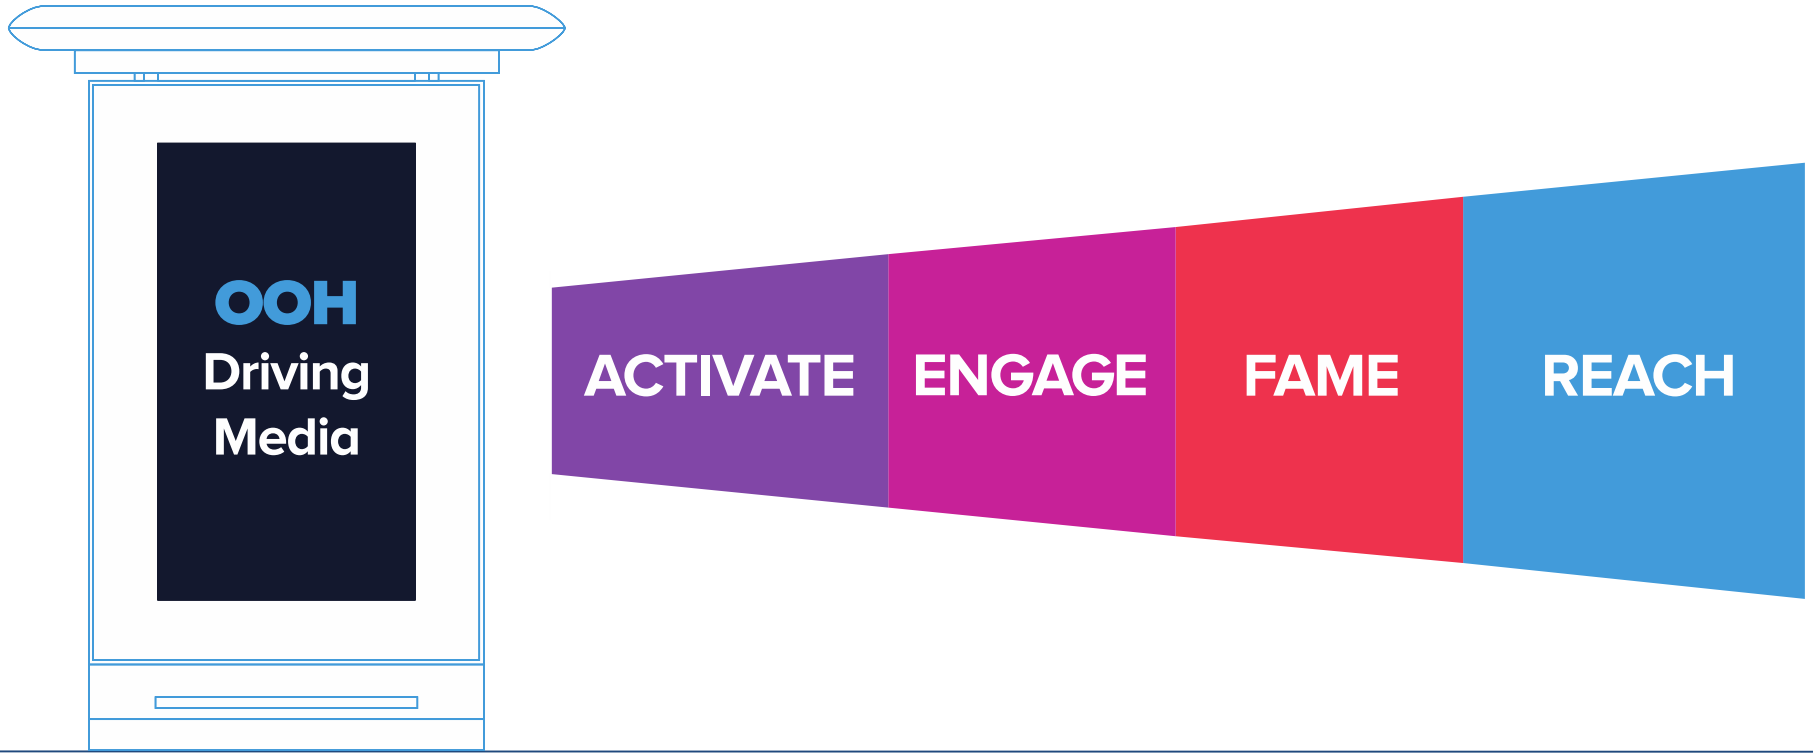 OOH
Driving
Media
ACTIVATE
ENGAGE
FAME
REACH